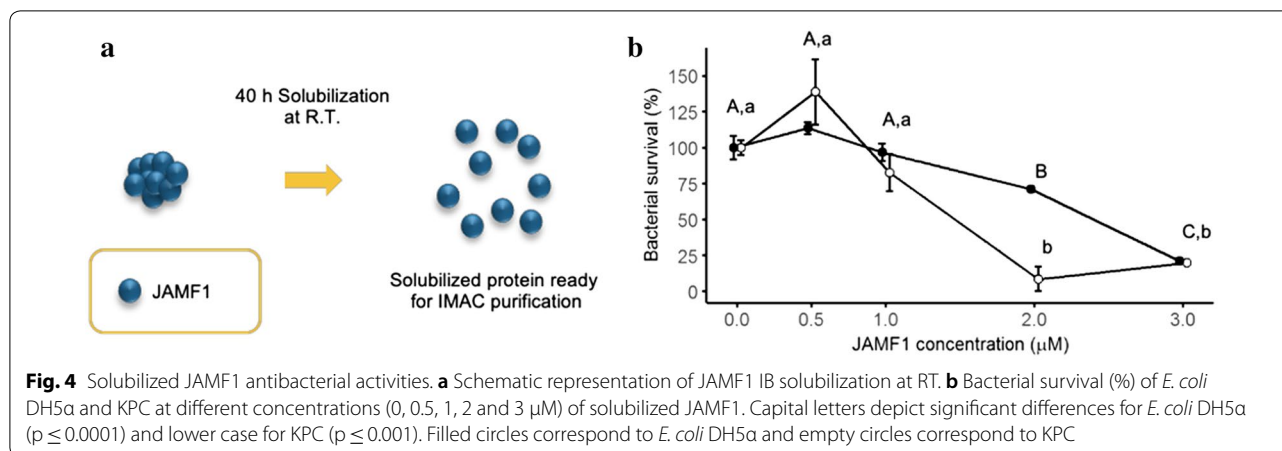 a
40 h Solubilization
at R.T.
JAMF1
Solubilized protein ready
for IMAC purification
b
Bacterial survival (%)
150
125
100
75
50
25
0
A,a
A,a
A,a
B
b
C,b
0.0
0.5
1.0
2.0
3.0
JAMF1 concentration (μM)
Fig. 4 Solubilized JAMF1 antibacterial activities. a Schematic representation of JAMF1 IB solubilization at RT. b Bacterial survival (%) of E. coli
DH5α and KPC at different concentrations (0, 0.5, 1, 2 and 3 μM) of solubilized JAMF1. Capital letters depict significant differences for E. coli DH5α
(p ≤ 0.0001) and lower case for KPC (p ≤ 0.001). Filled circles correspond to E. coli DH5α and empty circles correspond to KPC